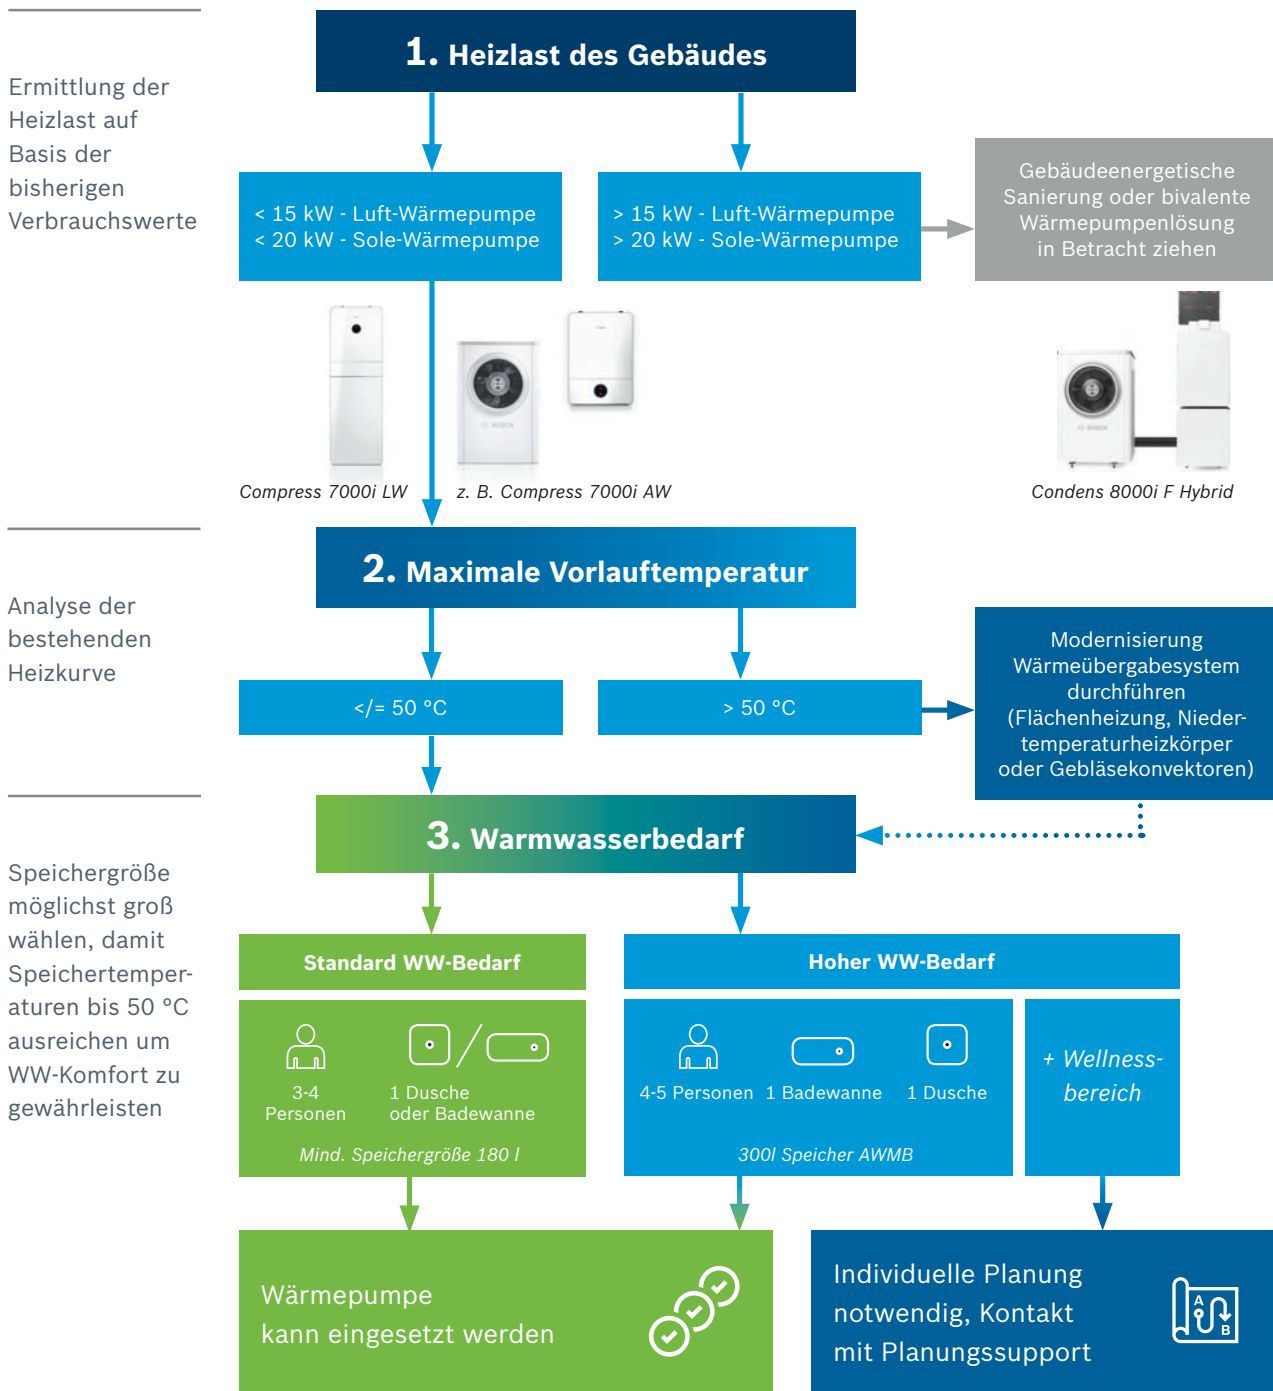 1. Heizlast des Gebäudes
Ermittlung der
Heizlast auf
Basis der
bisherigen
Verbrauchswerte
< 15 kW - Luft-Wärmepumpe
< 20 kW - Sole-Wärmepumpe
> 15 kW - Luft-Wärmepumpe
> 20 kW - Sole-Wärmepumpe
Gebäudeenergetische
Sanierung oder bivalente
Wärmepumpenlösung
in Betracht ziehen
BOSCH
BOSCH
Compress 7000i LW
z. B. Compress 7000i AW
Condens 8000i F Hybrid
2. Maximale Vorlauftemperatur
Analyse der
bestehenden
Heizkurve
</= 50 °C
> 50 °C
Modernisierung
Wärmeübergabesystem
durchführen
(Flächenheizung, Nieder-
temperaturheizkörper
oder Gebläsekonvektoren)
3. Warmwasserbedarf
Speichergröße
möglichst groß
wählen, damit
Speichertemper-
aturen bis 50 °C
ausreichen um
WW-Komfort zu
gewährleisten
Standard WW-Bedarf
3-4
Personen
1 Dusche
oder Badewanne
Mind. Speichergröße 180 l
Hoher WW-Bedarf
4-5 Personen
1 Badewanne
1 Dusche
300l Speicher AWMB
+ Wellness-
bereich
Wärmepumpe
kann eingesetzt werden
Individuelle Planung
notwendig, Kontakt
mit Planungssupport
A
B